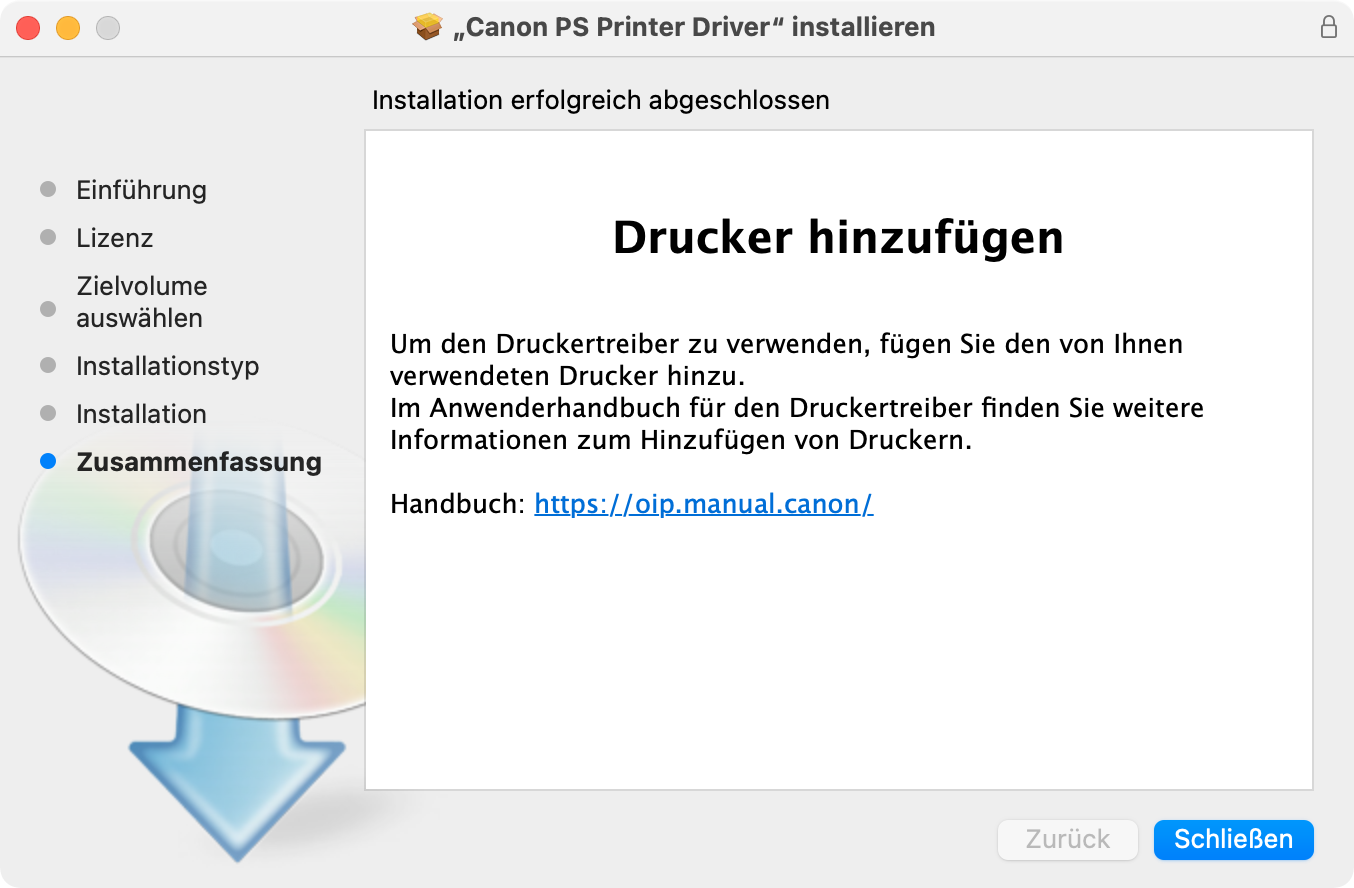 „Canon PS Printer Driver“ installieren
Installation erfolgreich abgeschlossen
Einführung
Lizenz
Zielvolume
auswählen
Installationstyp
Installation
Zusammenfassung
Drucker hinzufügen
Um den Druckertreiber zu verwenden, fügen Sie den von Ihnen
verwendeten Drucker hinzu.
Im Anwenderhandbuch für den Druckertreiber finden Sie weitere
Informationen zum Hinzufügen von Druckern.
Handbuch: https://oip.manual.canon/
Zurück
Schließen